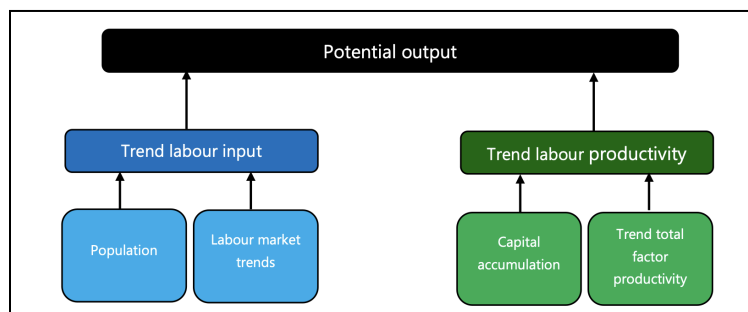 Potential output
Trend labour input
Trend labour productivity
Population
Labour market
trends
Capital
accumulation
Trend total
factor
productivity